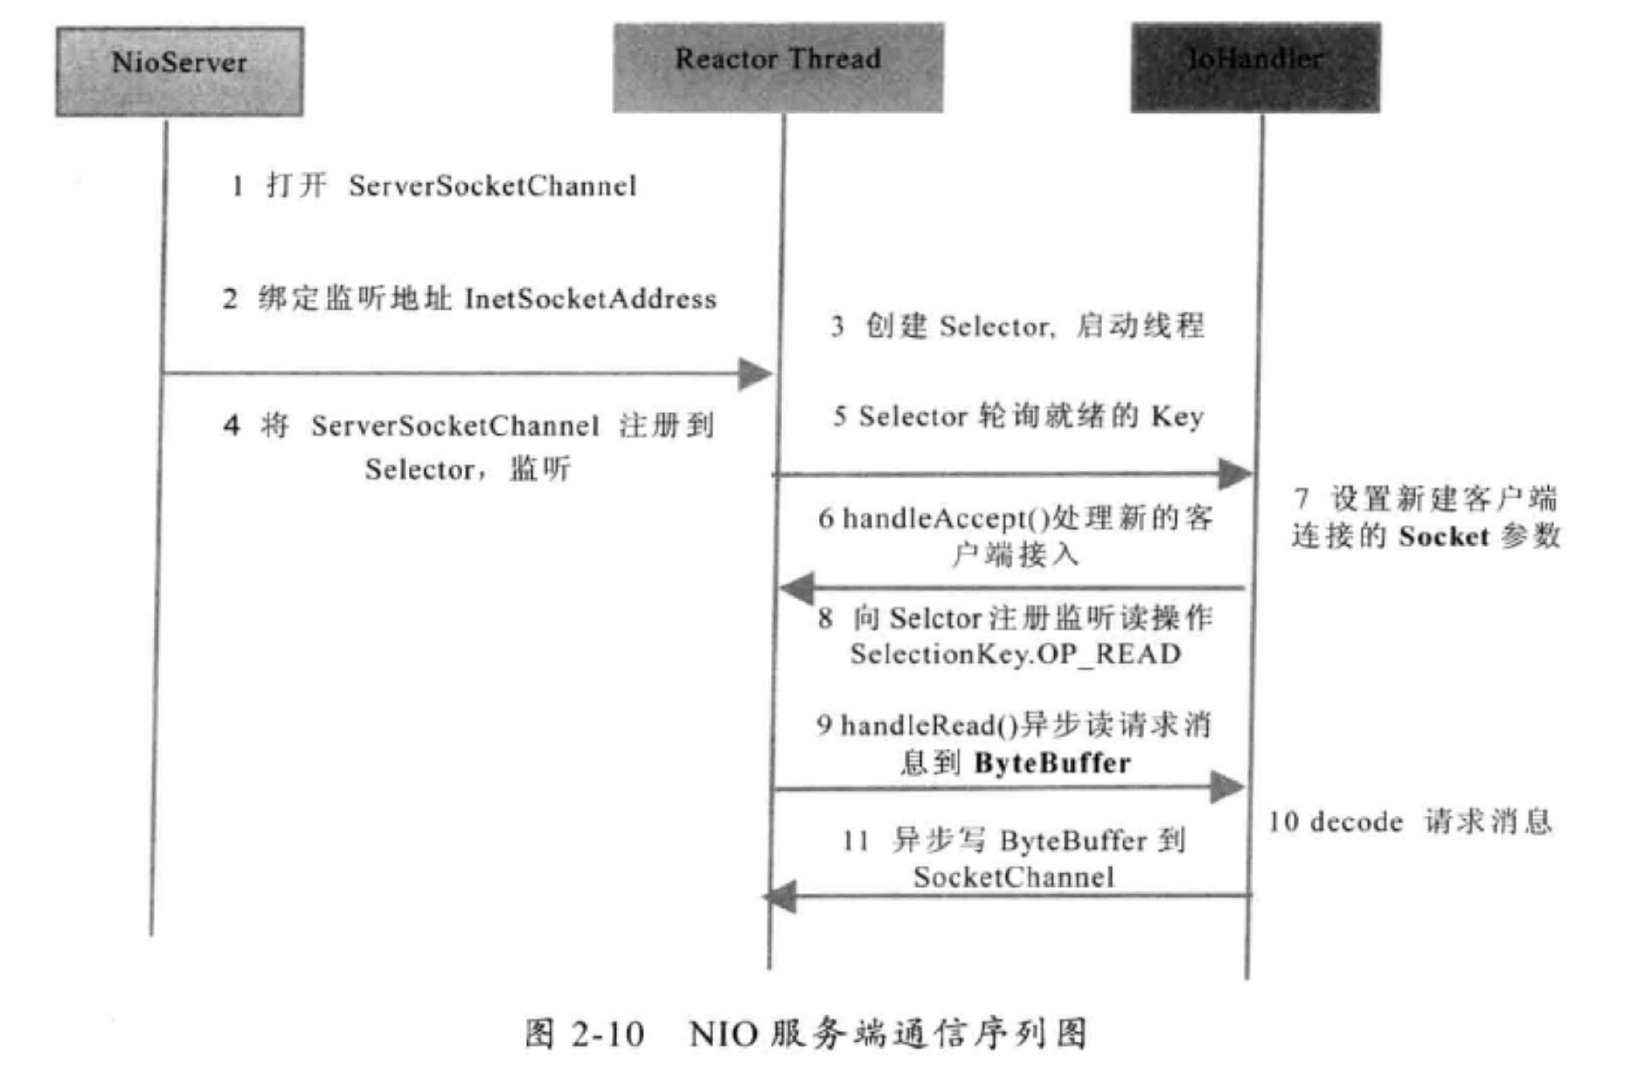 NioServer
Reactor Thread
IoHandler
1 打开 ServerSocketChannel
2 绑定监听地址 InetSocketAddress
3 创建 Selector, 启动线程
4 将 ServerSocketChannel 注册到
Selector，监听
5 Selector 轮询就绪的 Key
6 handleAccept()处理新的客
户端接入
7 设置新建客户端
连接的 Socket 参数
8 向 Selctor 注册监听读操作
SelectionKey.OP_READ
9 handleRead()异步读请求消
息到 ByteBuffer
10 decode 请求消息
11 异步写 ByteBuffer 到
SocketChannel
图 2-10 NIO 服务端通信序列图